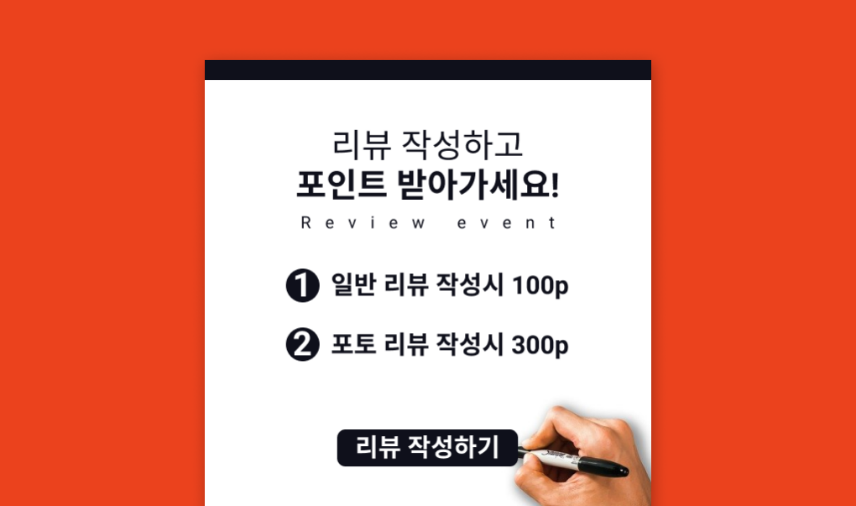 리뷰 작성하고
포인트 받아가세요!
Review event
1 일반 리뷰 작성시 100p
2 포토 리뷰 작성시 300p
리뷰 작성하기